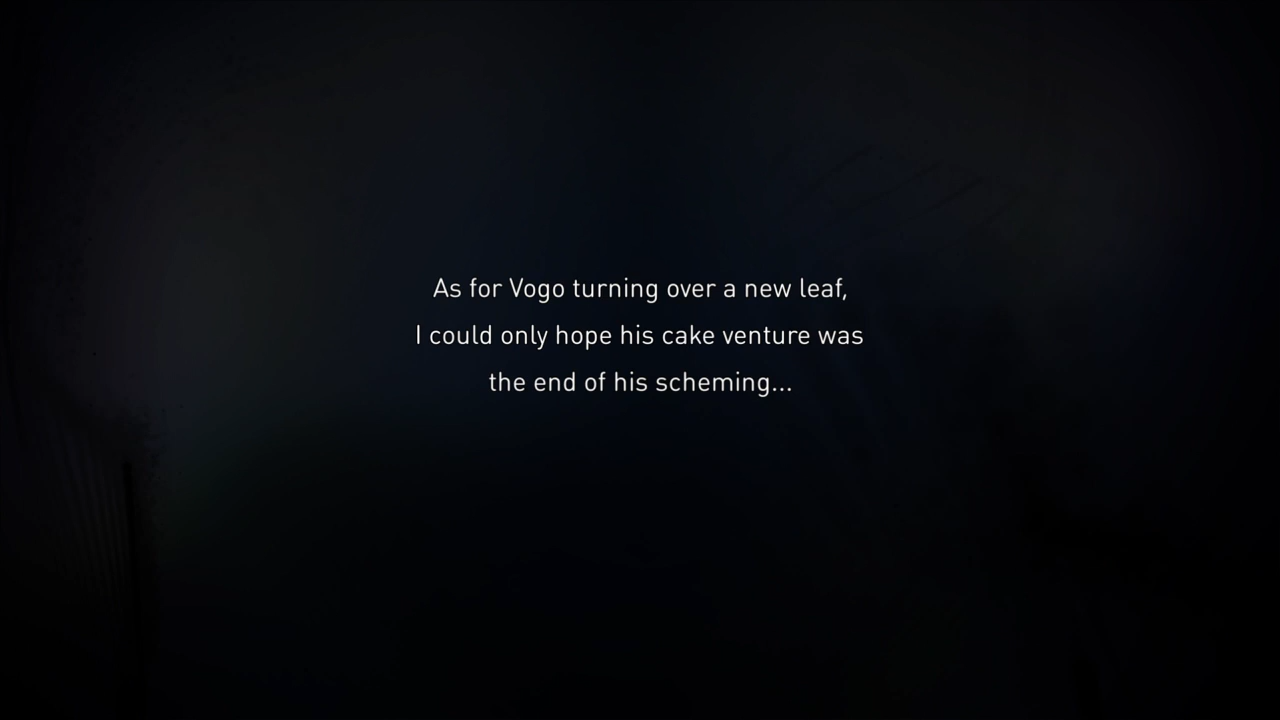 As for Vogo turning over a new leaf,
I could only hope his cake venture was
the end of his scheming...